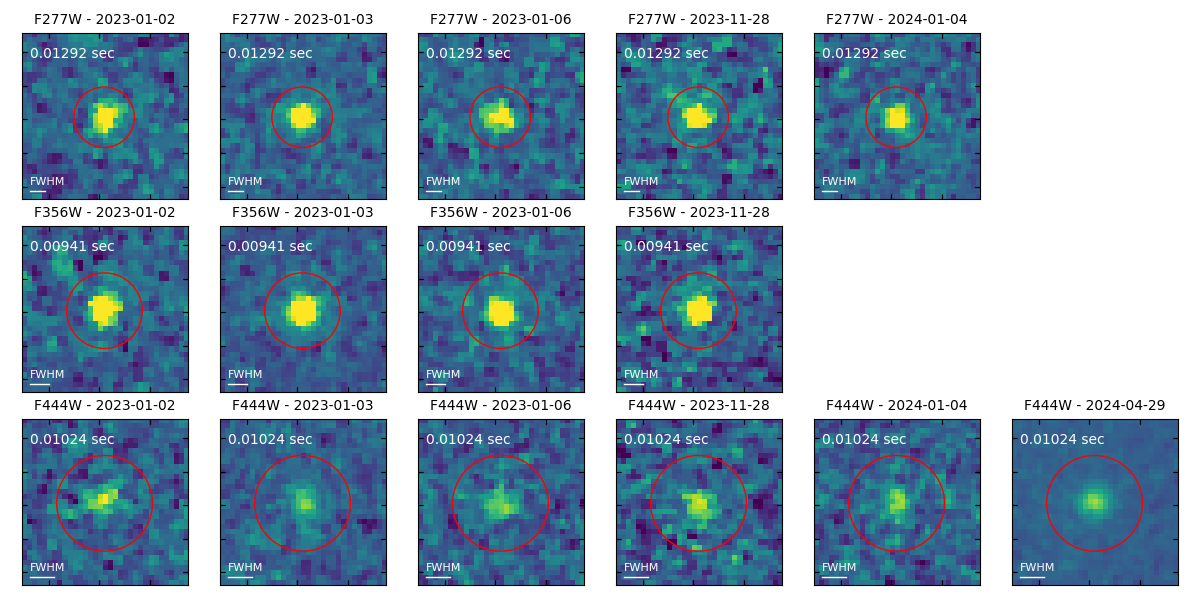 F277W - 2023-01-02
F277W - 2023-01-03
F277W - 2023-01-06
F277W - 2023-11-28
F277W - 2024-01-04
0.01292 sec
0.01292 sec
0.01292 sec
0.01292 sec
0.01292 sec
FWHM
FWHM
FWHM
FWHM
FWHM
F356W - 2023-01-02
F356W - 2023-01-03
F356W - 2023-01-06
F356W - 2023-11-28
0.00941 sec
0.00941 sec
0.00941 sec
0.00941 sec
FWHM
FWHM
FWHM
FWHM
F444W - 2023-01-02
F444W - 2023-01-03
F444W - 2023-01-06
F444W - 2023-11-28
F444W - 2024-01-04
F444W - 2024-04-29
0.01024 sec
0.01024 sec
0.01024 sec
0.01024 sec
0.01024 sec
0.01024 sec
FWHM
FWHM
FWHM
FWHM
FWHM
FWHM